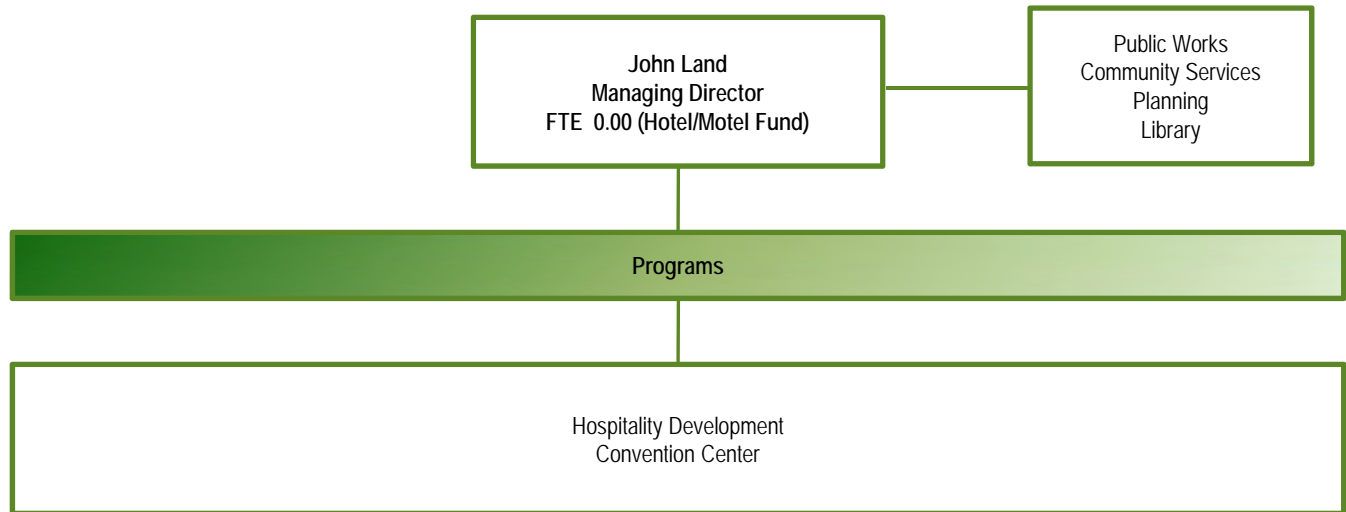 John Land
Managing Director
FTE 0.00 (Hotel/Motel Fund)
Public Works
Community Services
Planning
Library
Programs
Hospitality Development
Convention Center